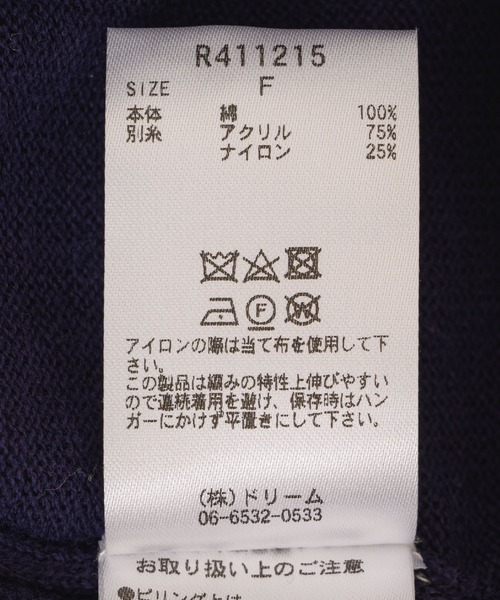 R411215
SIZE F
本体 綿 100%
別糸 アクリル 75%
ナイロン 25%
F W
アイロンの際は当て布を使用して下
さい。
この製品は編みの特性上伸びやすい
ので連続着用を避け、保存時はハン
ガーにかけず平置きにして下さい。
(株)ドリーム
06-6532-0533
お取り扱い上のご注意